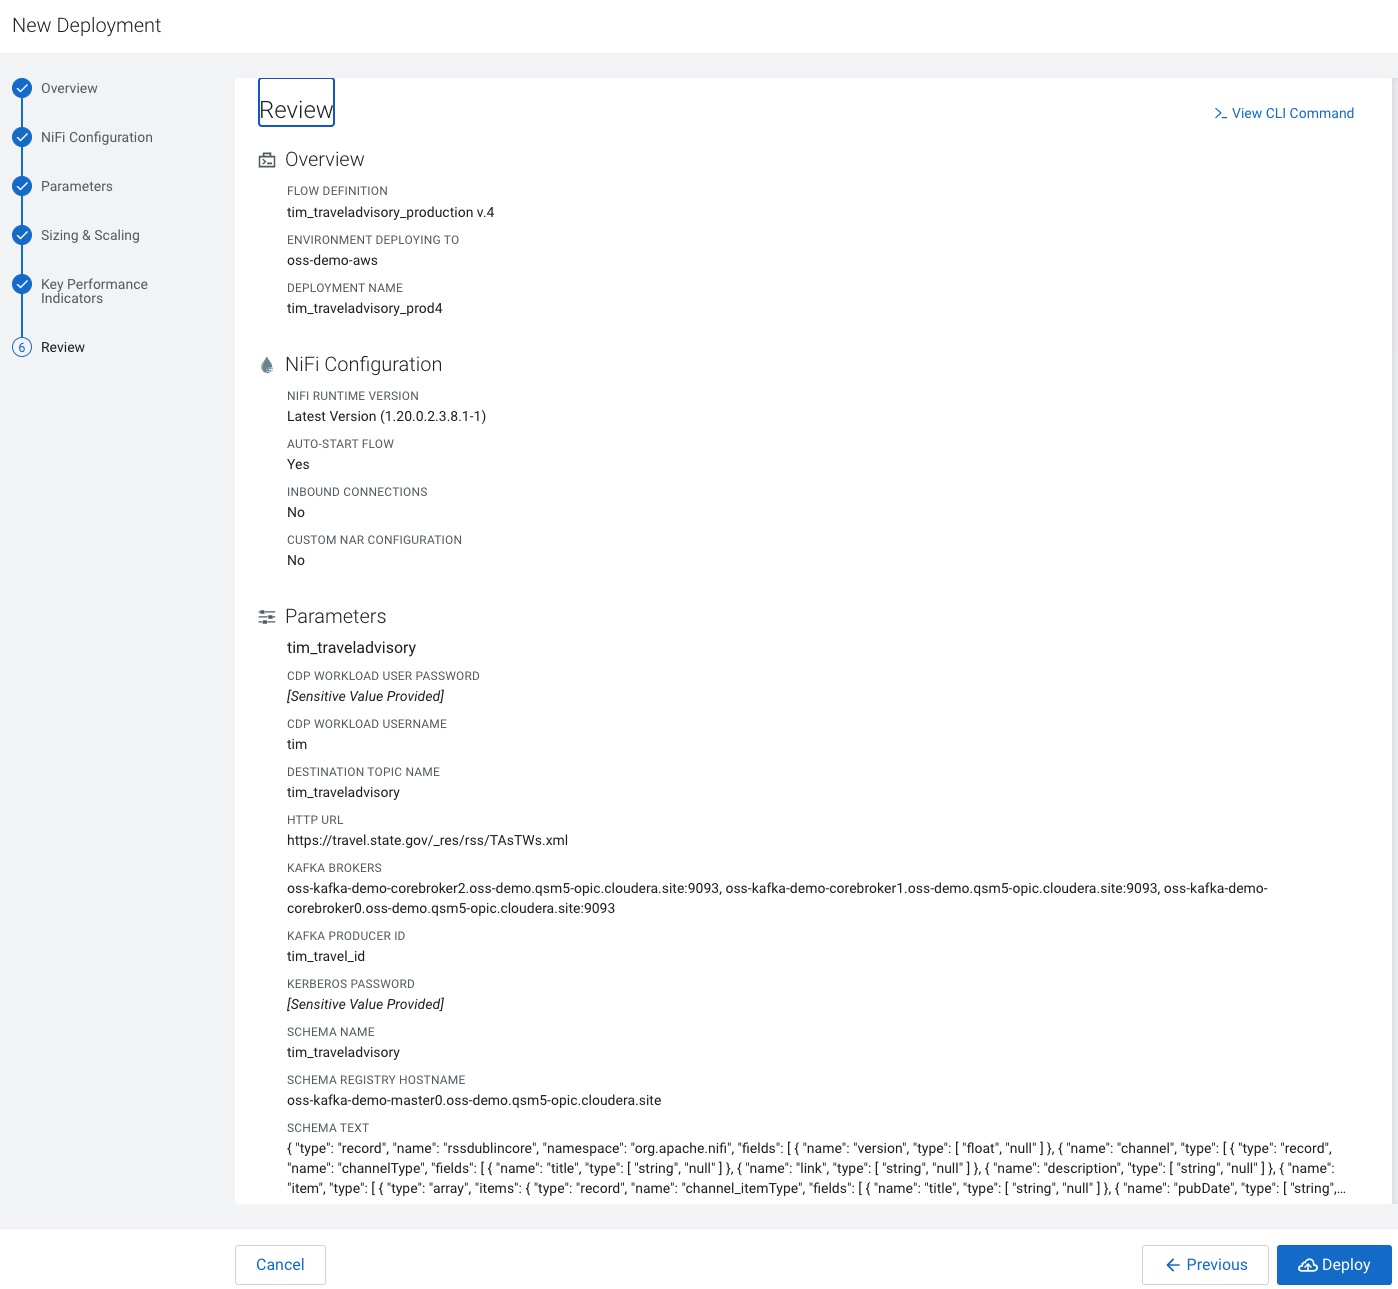 New Deployment
Overview
NiFi Configuration
Parameters
Sizing & Scaling
Key Performance
Indicators
6
Review
Review
>_ View CLI Command
Overview
FLOW DEFINITION
tim_traveladvisory_production v.4
ENVIRONMENT DEPLOYING TO
oss-demo-aws
DEPLOYMENT NAME
tim_traveladvisory_prod4
NiFi Configuration
NIFI RUNTIME VERSION
Latest Version (1.20.0.2.3.8.1-1)
AUTO-START FLOW
Yes
INBOUND CONNECTIONS
No
CUSTOM NAR CONFIGURATION
No
Parameters
tim_traveladvisory
CDP WORKLOAD USER PASSWORD
[Sensitive Value Provided]
CDP WORKLOAD USERNAME
tim
DESTINATION TOPIC NAME
tim_traveladvisory
HTTP URL
https://travel.state.gov/_res/rss/TAsTWs.xml
KAFKA BROKERS
oss-kafka-demo-corebroker2.oss-demo.qsm5-opic.cloudera.site:9093, oss-kafka-demo-corebroker1.oss-demo.qsm5-opic.cloudera.site:9093, oss-kafka-demo-
corebroker0.oss-demo.qsm5-opic.cloudera.site:9093
KAFKA PRODUCER ID
tim_travel_id
KERBEROS PASSWORD
[Sensitive Value Provided]
SCHEMA NAME
tim_traveladvisory
SCHEMA REGISTRY HOSTNAME
oss-kafka-demo-master0.oss-demo.qsm5-opic.cloudera.site
SCHEMA TEXT
{ "type": "record", "name": "rssdublincore", "namespace": "org.apache.nifi", "fields": [ { "name": "version", "type": [ "float", "null" ] }, { "name": "channel", "type": [ { "type": "record",
"name": "channelType", "fields": [ { "name": "title", "type": [ "string", "null" ] }, { "name": "link", "type": [ "string", "null" ] }, { "name": "description", "type": [ "string", "null" ] }, { "name":
"item", "type": [ { "type": "array", "items": { "type": "record", "name": "channel_itemType", "fields": [ { "name": "title", "type": [ "string", "null" ] }, { "name": "pubDate", "type": [ "string",...
Cancel
Previous
Deploy